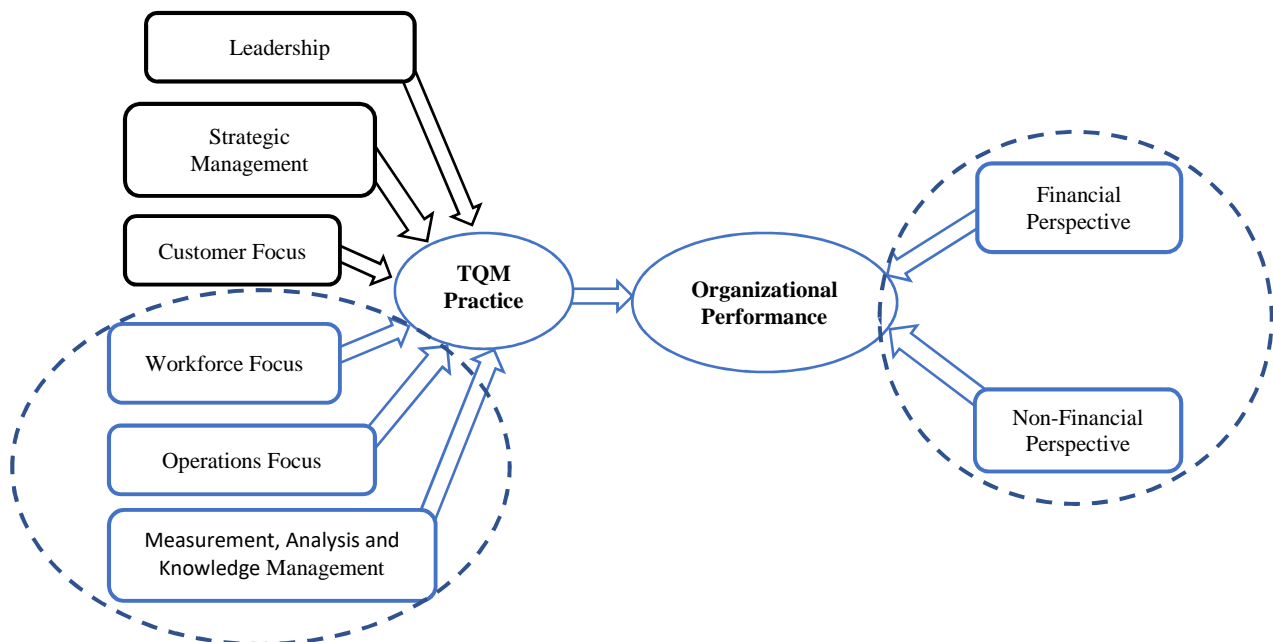 Leadership
Strategic
Management
Customer Focus
Workforce Focus
Operations Focus
Measurement, Analysis and
Knowledge Management
TQM
Practice
Organizational
Performance
Financial
Perspective
Non-Financial
Perspective